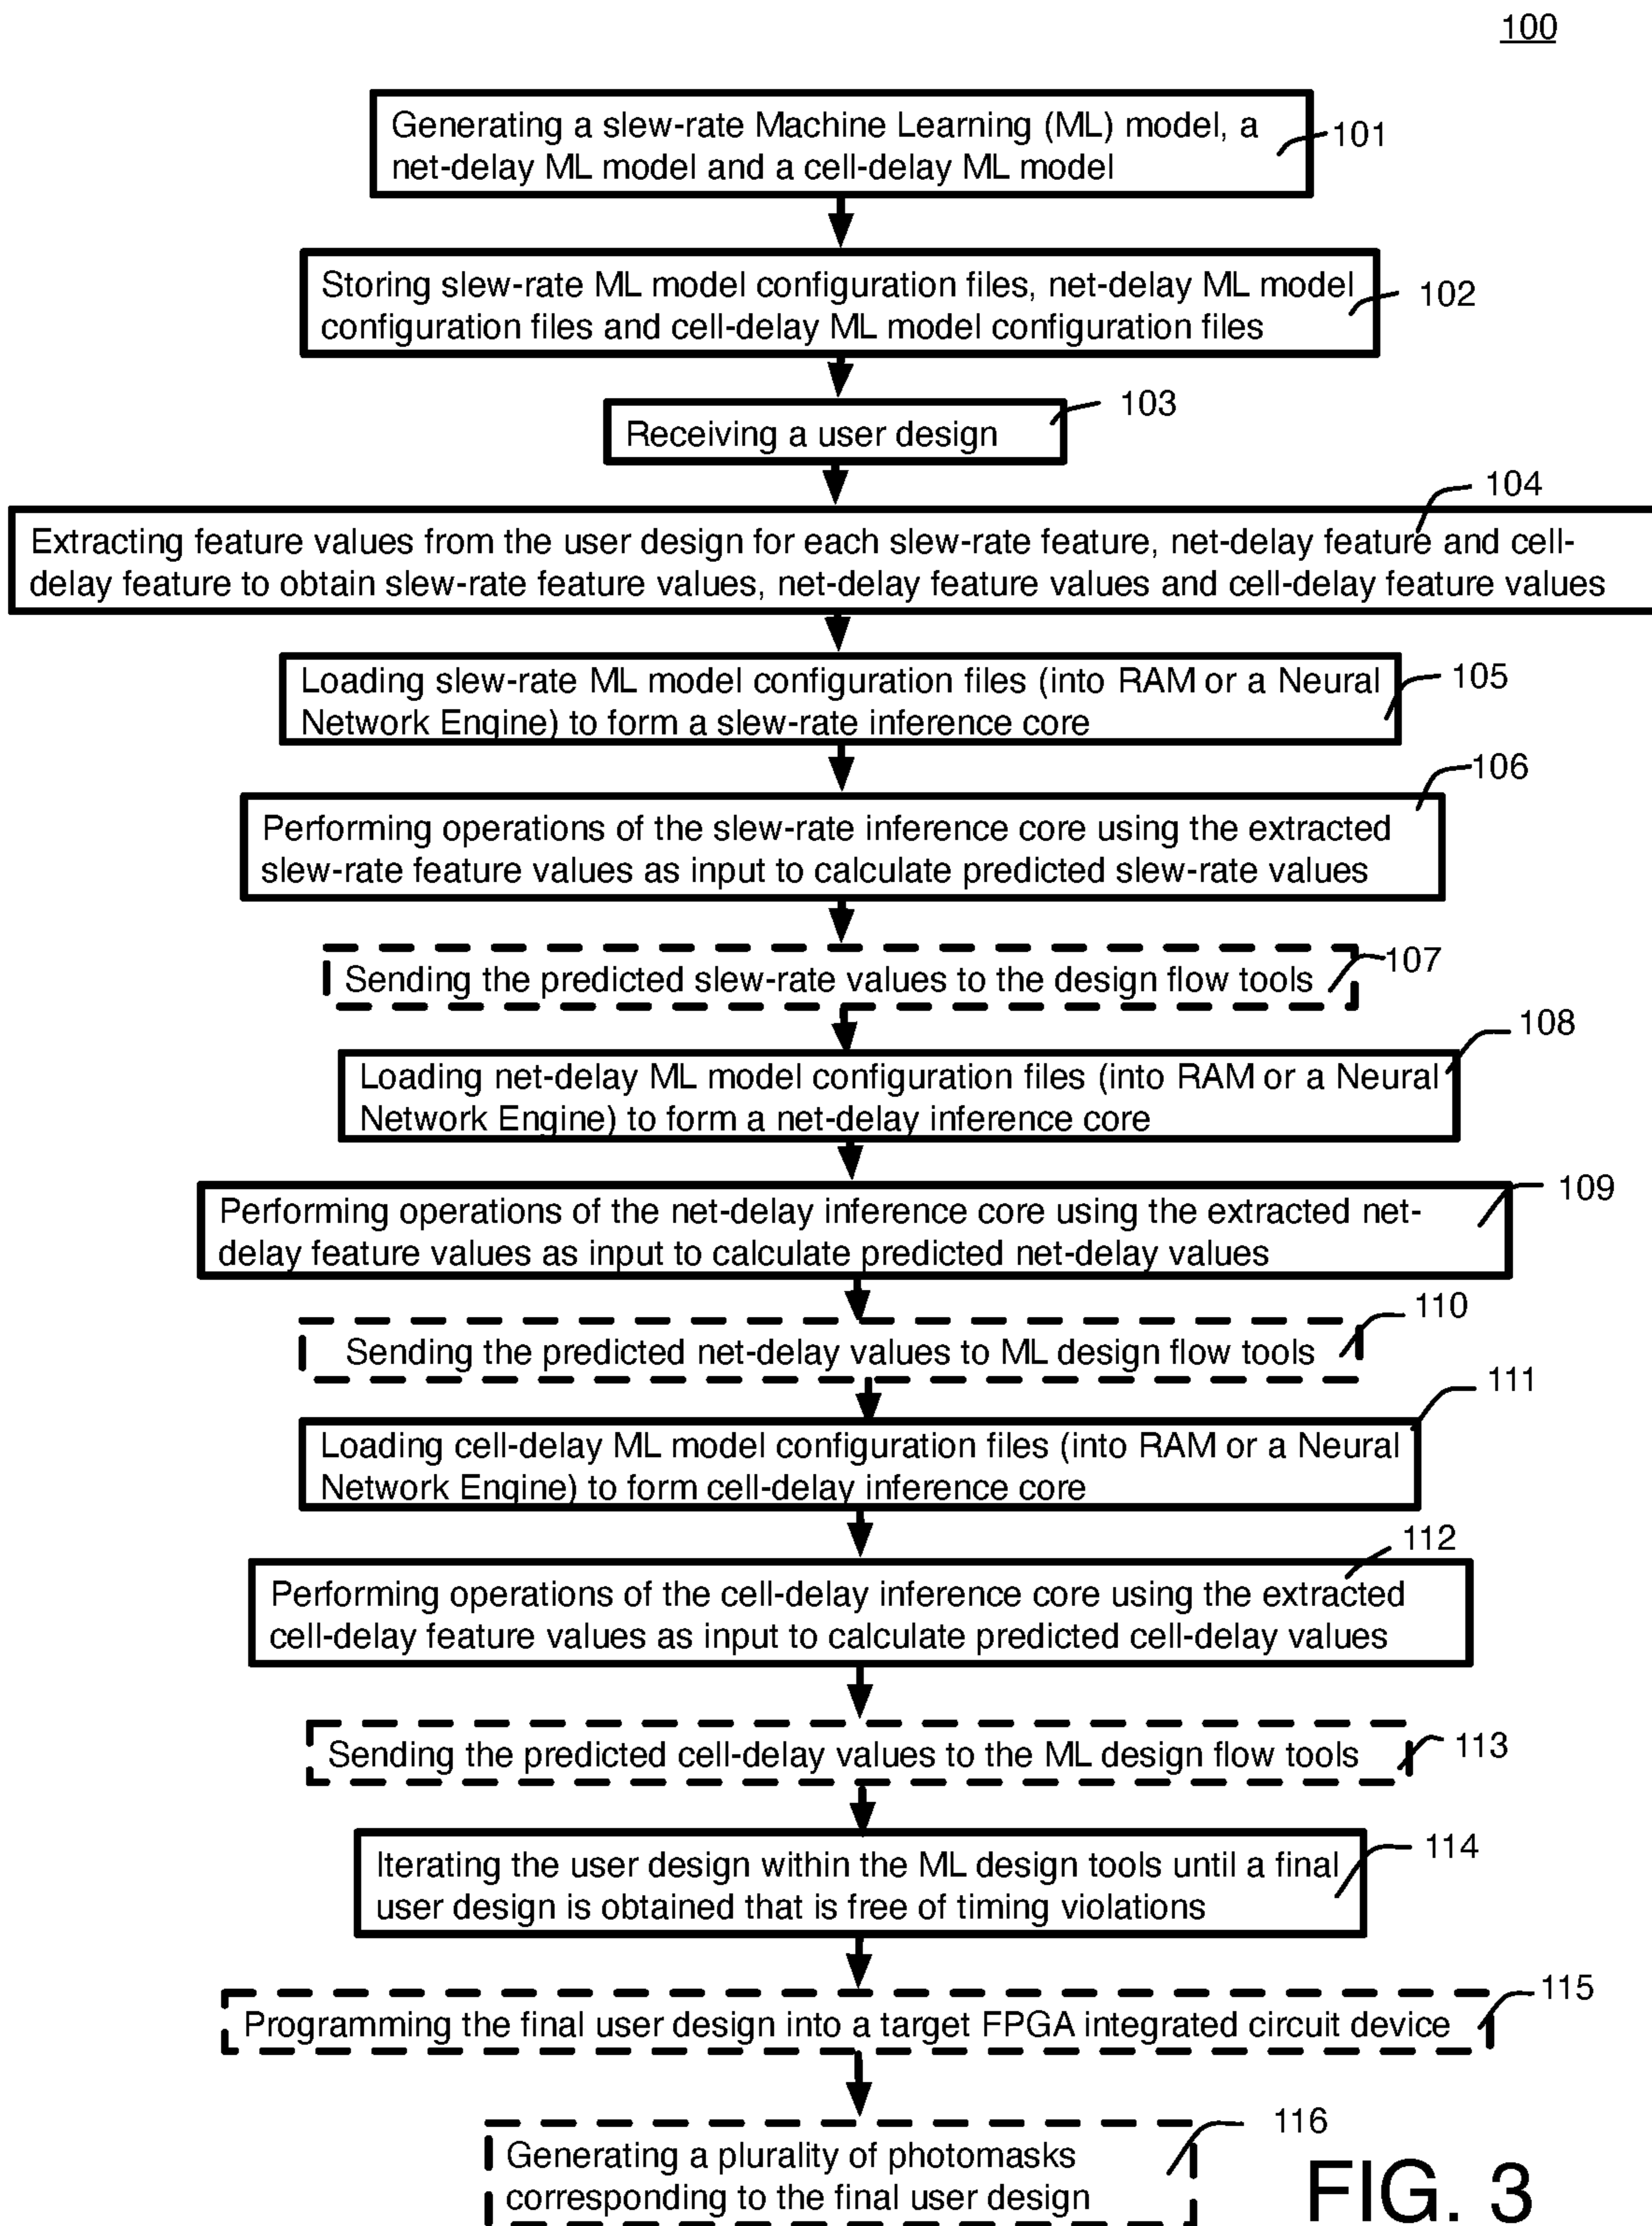 100
Generating a slew-rate Machine Learning (ML) model, a
net-delay ML model and a cell-delay ML model
101
Storing slew-rate ML model configuration files, net-delay ML model
configuration files and cell-delay ML model configuration files
102
Receiving a user design
103
104
Extracting feature values from the user design for each slew-rate feature, net-delay feature and cell-
delay feature to obtain slew-rate feature values, net-delay feature values and cell-delay feature values
Loading slew-rate ML model configuration files (into RAM or a Neural
Network Engine) to form a slew-rate inference core
105
106
Performing operations of the slew-rate inference core using the extracted
slew-rate feature values as input to calculate predicted slew-rate values
Sending the predicted slew-rate values to the design flow tools
107
108
Loading net-delay ML model configuration files (into RAM or a Neural
Network Engine) to form a net-delay inference core
109
Performing operations of the net-delay inference core using the extracted net-
delay feature values as input to calculate predicted net-delay values
110
Sending the predicted net-delay values to ML design flow tools
111
Loading cell-delay ML model configuration files (into RAM or a Neural
Network Engine) to form cell-delay inference core
112
Performing operations of the cell-delay inference core using the extracted
cell-delay feature values as input to calculate predicted cell-delay values
Sending the predicted cell-delay values to the ML design flow tools
113
Iterating the user design within the ML design tools until a final
user design is obtained that is free of timing violations
114
115
Programming the final user design into a target FPGA integrated circuit device
116
Generating a plurality of photomasks
corresponding to the final user design
FIG. 3